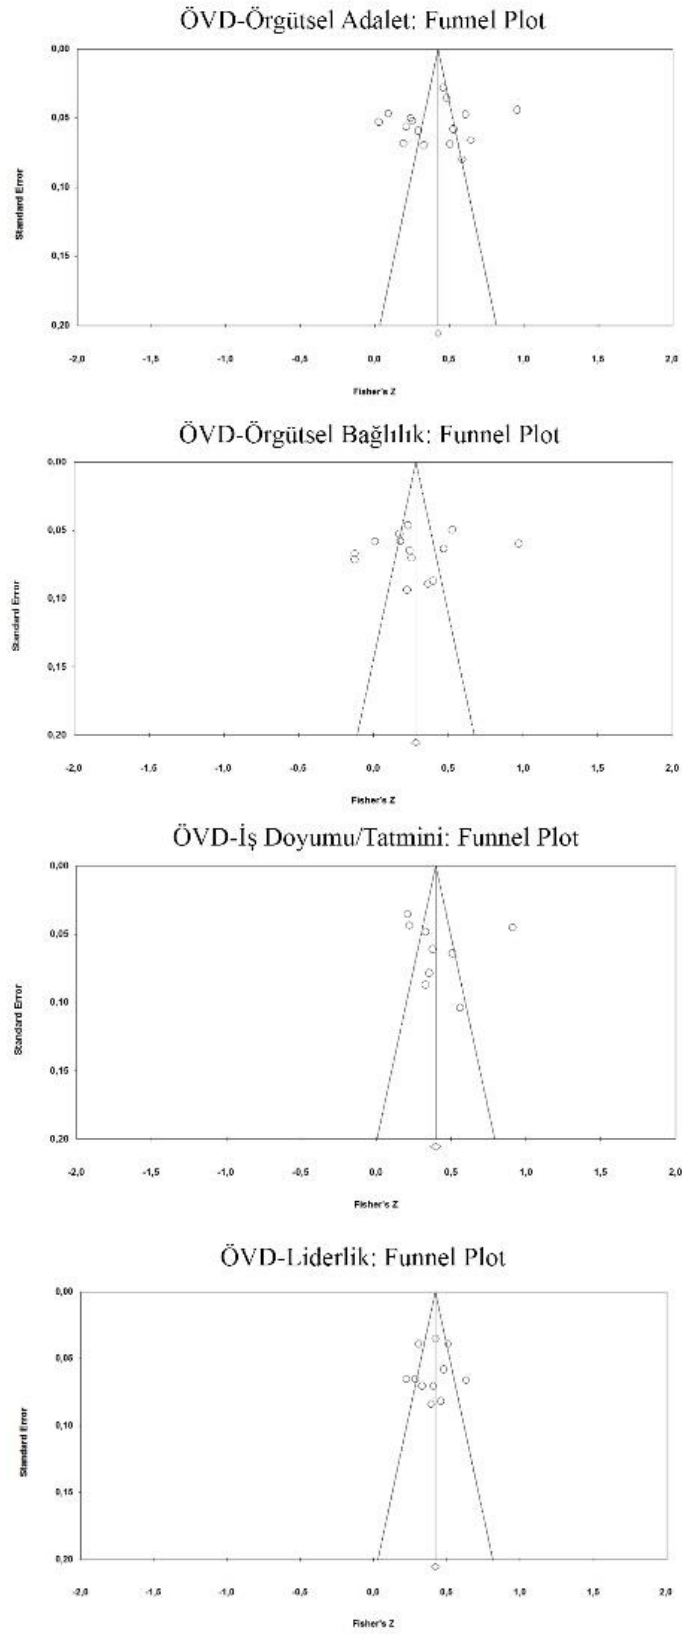 ÖVD-Örgütsel Adalet: Funnel Plot
0,00
0,05
0,10
0,15
0,20
Standard Error
-2,0 -1,5 -1,0 -0,5 0,0 0,5 1,0 1,5 2,0
Fisher's Z
ÖVD-Örgütsel Bağlılık: Funnel Plot
0,00
0,05
0,10
0,15
0,20
Standard Error
-2,0 -1,5 -1,0 -0,5 0,0 0,5 1,0 1,5 2,0
Fisher's Z
ÖVD-İş Doyumu/Tatmini: Funnel Plot
0,00
0,05
0,10
0,15
0,20
Standard Error
-2,0 -1,5 -1,0 -0,5 0,0 0,5 1,0 1,5 2,0
Fisher's Z
ÖVD-Liderlik: Funnel Plot
0,00
0,05
0,10
0,15
0,20
Standard Error
-2,0 -1,5 -1,0 -0,5 0,0 0,5 1,0 1,5 2,0
Fisher's Z